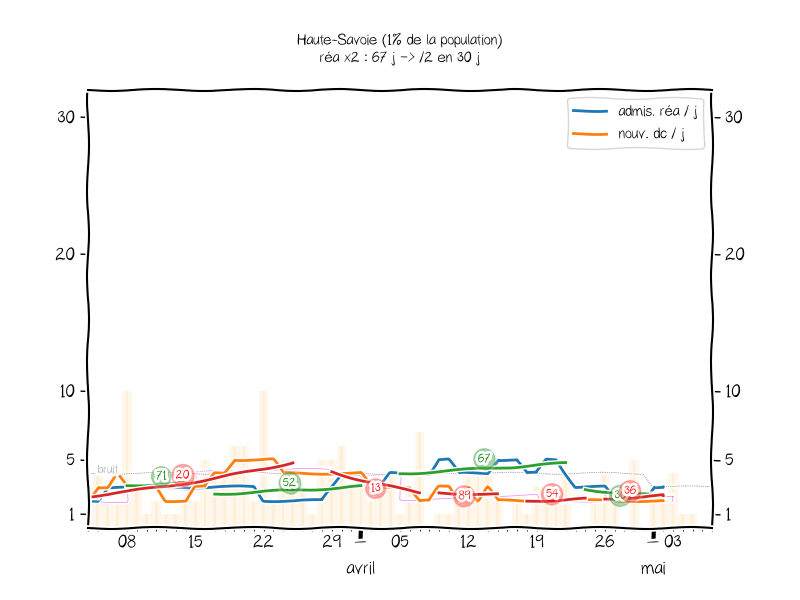 Haute-Savoie (1% de la population)
réa x2 : 67 j -> /2 en 30 j
admis. réa / j
nouv. dc / j
30 30
20 20
10 10
5 5
1 1
bruit
71 20 52 13 67 89 54 36
08 15 22 29 05 12 19 26 03
avril mai